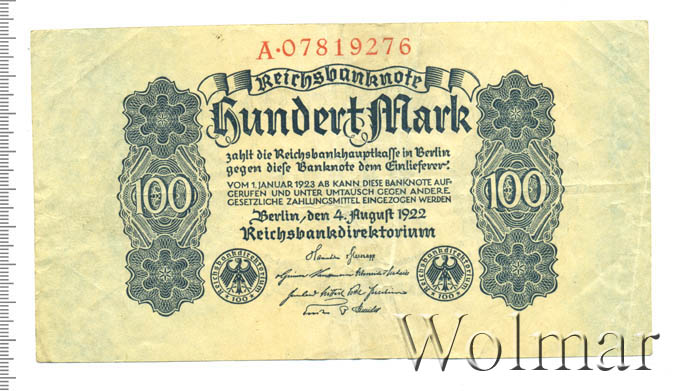 A·07819276
Reichsbanknote
Hundert Mark
zahlt die Reichsbankhauptkasse in Berlin
gegen diese Banknote dem Einlieferer.
VOM 1. JANUAR 1923 AB KANN DIESE BANKNOTE AUF-
GERUFEN UND UNTER UMTAUSCH GEGEN ANDERE
GESETZLICHE ZAHLUNGSMITTEL EINGEZOGEN WERDEN
100
100
Berlin, den 4. August 1922
Reichsbankdirektorium
Reichsbankdirektorium
100
Reichsbankdirektorium
100
Wolmar